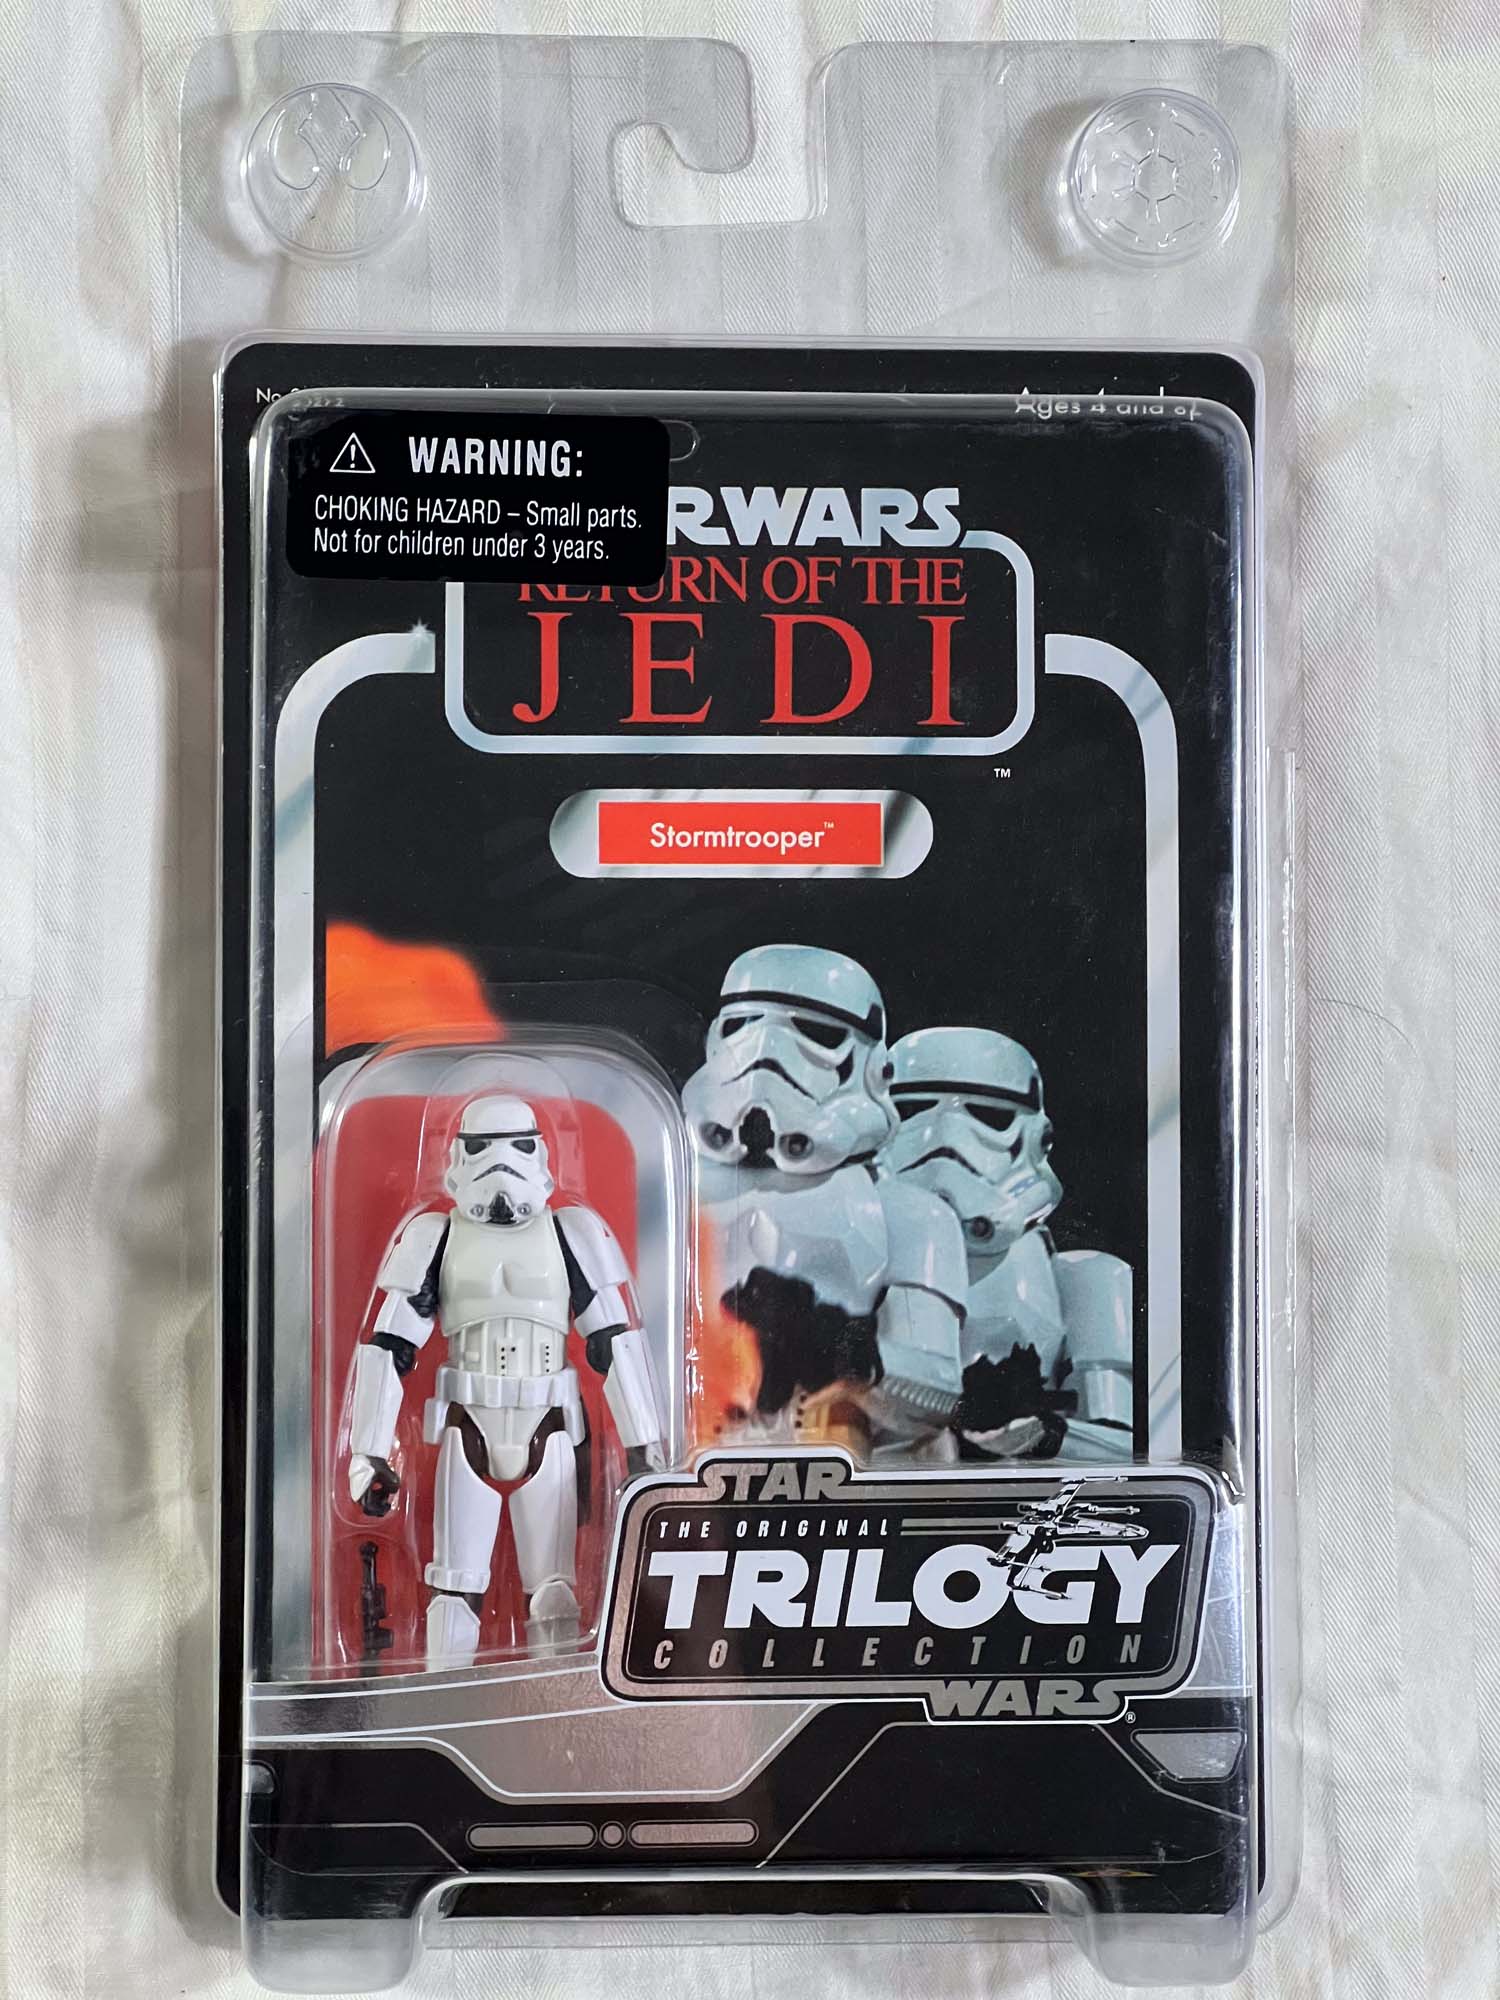 No.
Ages 4 and up
WARNING:
CHOKING HAZARD – Small parts.
Not for children under 3 years.
RWARS
RETURN OF THE
JEDI
™
Stormtrooper™
STAR
THE ORIGINAL
TRILOGY
COLLECTION
WARS®